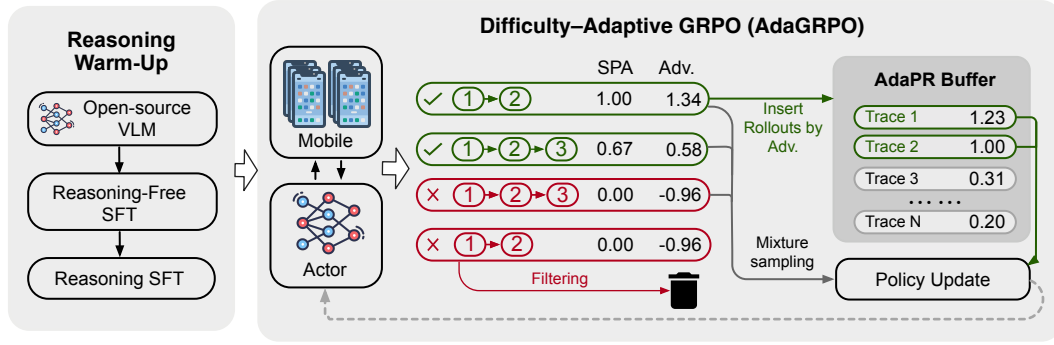 Reasoning
Warm-Up
Open-source
VLM
Reasoning-Free
SFT
Reasoning SFT
Difficulty–Adaptive GRPO (AdaGRPO)
Mobile
Actor
SPA Adv.
1 2 1.00 1.34
1 2 3 0.67 0.58
1 2 3 0.00 -0.96
1 2 0.00 -0.96
Filtering
Insert
Rollouts by
Adv.
Mixture
sampling
AdaPR Buffer
Trace 1 1.23
Trace 2 1.00
Trace 3 0.31
... ...
Trace N 0.20
Policy Update